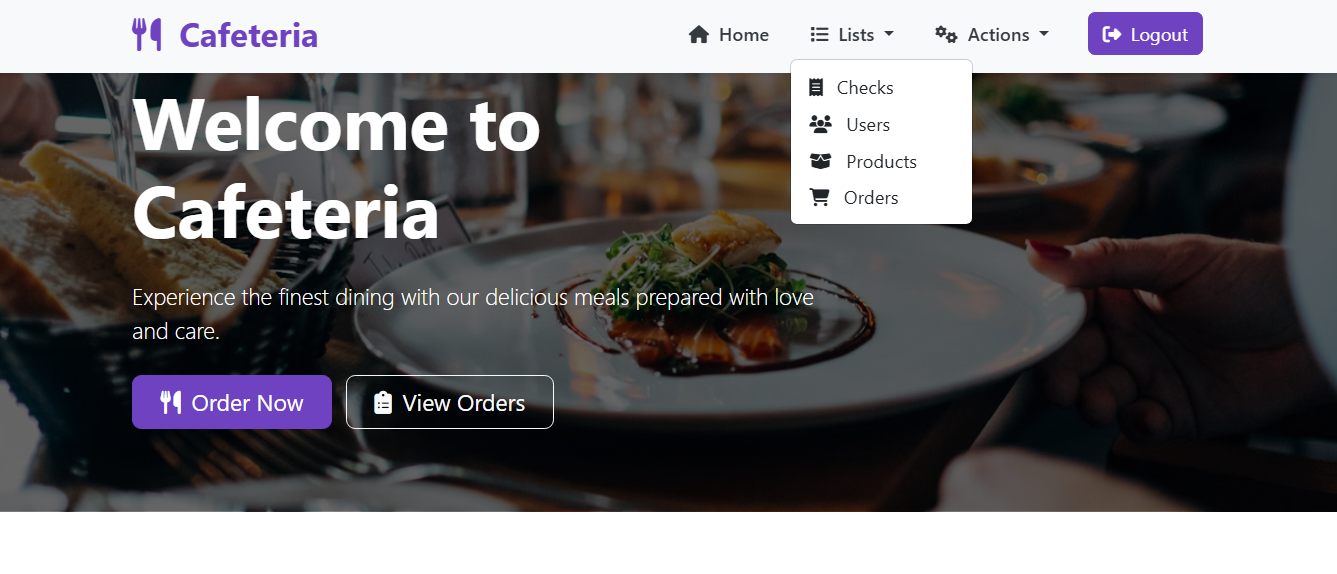 Cafeteria
Home
Lists
Actions
Logout
Checks
Users
Products
Orders
Welcome to
Cafeteria
Experience the finest dining with our delicious meals prepared with love
and care.
Order Now
View Orders